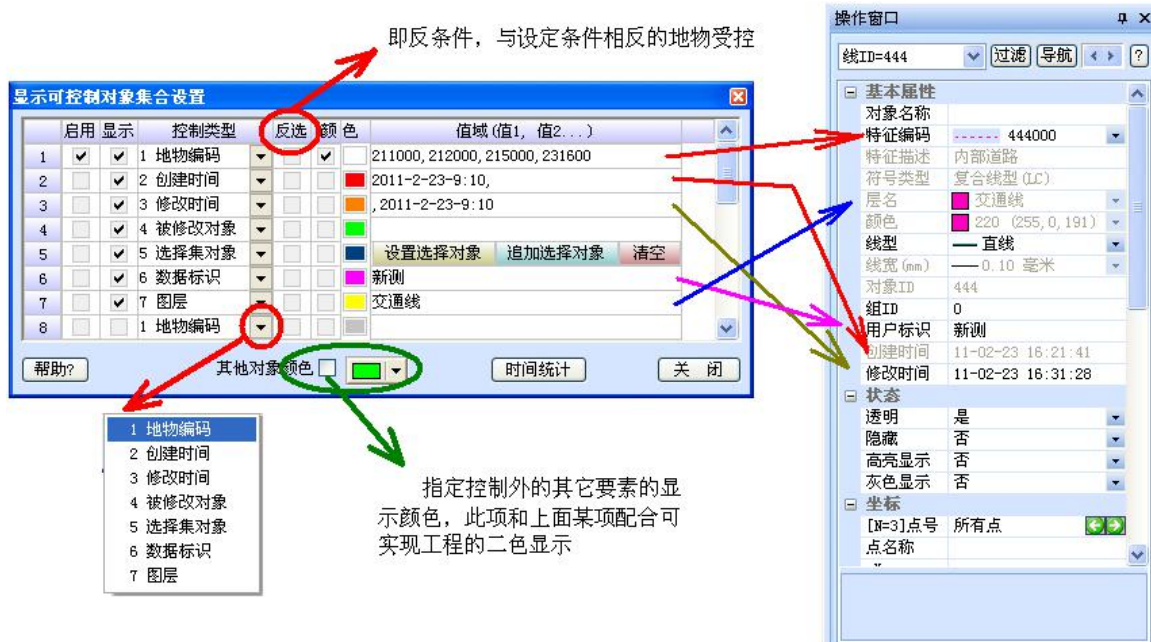 即反条件，与设定条件相反的地物受控
显示可控制对象集合设置
启用 显示 控制类型 反选 颜色 值域(值1, 值2...)
1 1 地物编码 211000,212000,215000,231600
2 2 创建时间 2011-2-23-9:10,
3 3 修改时间 ,2011-2-23-9:10
4 4 被修改对象
5 5 选择集对象 设置选择对象 追加选择对象 清空
6 6 数据标识 新测
7 7 图层 交通线
8 1 地物编码
帮助? 其他对象颜色 时间统计 关 闭
1 地物编码
2 创建时间
3 修改时间
4 被修改对象
5 选择集对象
6 数据标识
7 图层
指定控制外的其它要素的显
示颜色，此项和上面某项配合可
实现工程的二色显示
操作窗口
线ID=444 过滤 导航 ?
基本属性
对象名称
特征编码 444000
特征描述 内部道路
符号类型 复合线型(LC)
层名 交通线
颜色 220 (255,0,191)
线型 直线
线宽(mm) 0.10 毫米
对象ID 444
组ID 0
用户标识 新测
创建时间 11-02-23 16:21:41
修改时间 11-02-23 16:31:28
状态
透明 是
隐藏 否
高亮显示 否
灰色显示 否
坐标
[N=3]点号 所有点
点名称